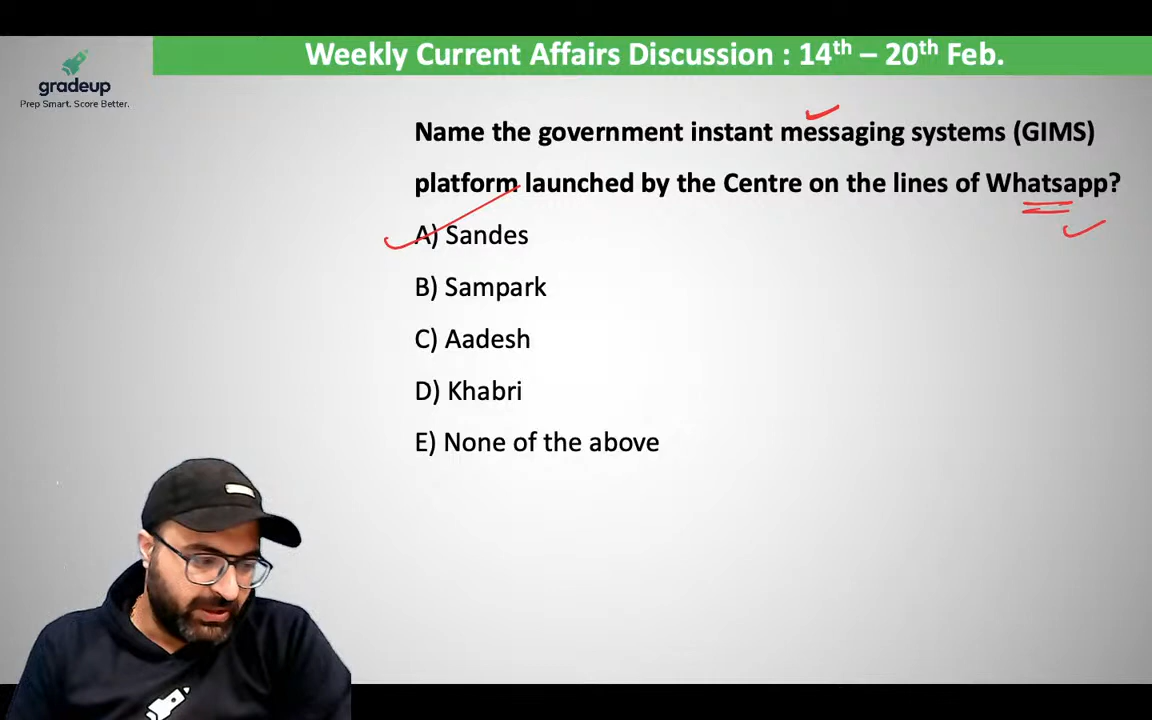 Weekly Current Affairs Discussion : 14th – 20th Feb.
gradeup
Prep Smart. Score Better.
Name the government instant messaging systems (GIMS)
platform launched by the Centre on the lines of Whatsapp?
A) Sandes
B) Sampark
C) Aadesh
D) Khabri
E) None of the above